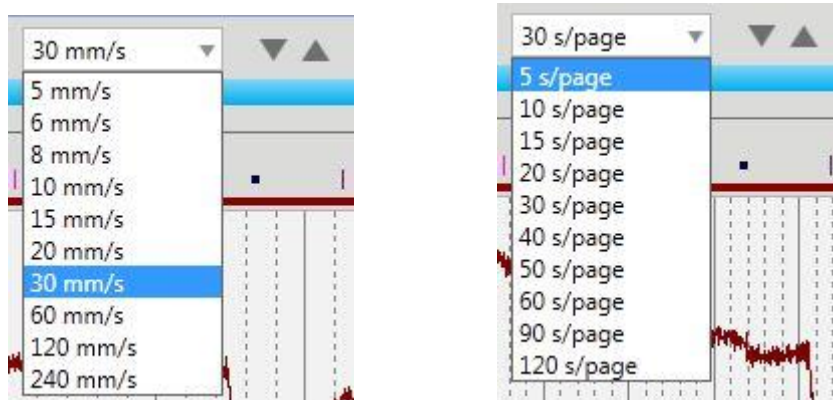 30 mm/s
5 mm/s
6 mm/s
8 mm/s
10 mm/s
15 mm/s
20 mm/s
30 mm/s
60 mm/s
120 mm/s
240 mm/s
30 s/page
5 s/page
10 s/page
15 s/page
20 s/page
30 s/page
40 s/page
50 s/page
60 s/page
90 s/page
120 s/page